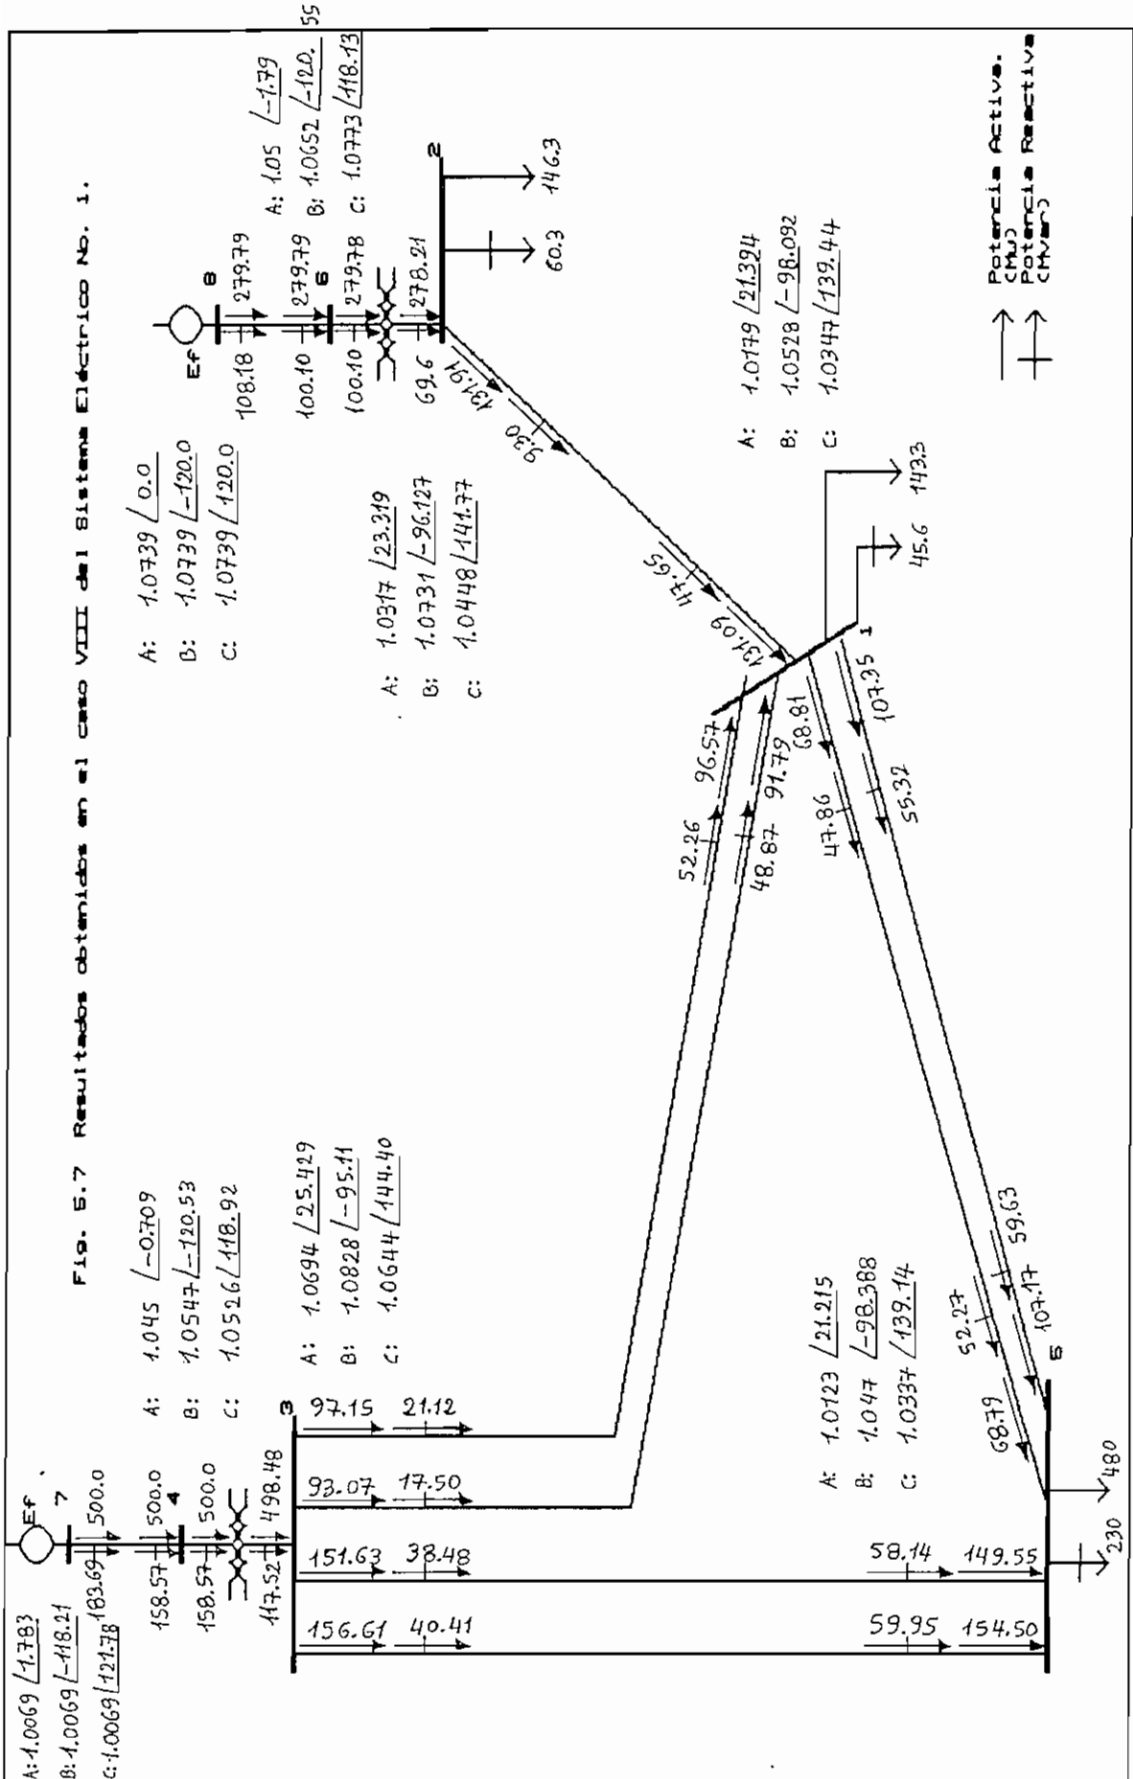 Fig. 5.7 Resultados obtenidos en el caso VIII del Sistema Eléctrico No. 1.
A: 1.0069 /1.783
B: 1.0069 /-118.21
C: 1.0069 /121.78
Ef
7
183.69
500.0
158.57
500.0
4
158.57
500.0
117.52
498.48
3
A: 1.045 /-0.709
B: 1.0547 /-120.53
C: 1.0526 /118.92
A: 1.0694 /25.429
B: 1.0828 /-95.11
C: 1.0644 /144.40
A: 1.0739 /0.0
B: 1.0739 /-120.0
C: 1.0739 /120.0
Ef
8
108.18
279.79
100.10
279.79
6
100.10
279.78
69.6
278.21
2
A: 1.05 /-1.79
B: 1.0652 /-120.55
C: 1.0773 /118.13
60.3
146.3
A: 1.0317 /23.319
B: 1.0731 /-96.127
C: 1.0448 /141.77
131.91
9.30
47.65
131.09
A: 1.0179 /21.394
B: 1.0528 /-98.092
C: 1.0347 /139.44
1
45.6
143.3
97.15
21.12
93.07
17.50
151.63
38.48
156.61
40.41
52.26
96.57
48.87
91.79
68.81
47.86
107.35
55.32
52.27
68.79
59.63
107.17
58.14
149.55
59.95
154.50
5
A: 1.0123 /21.215
B: 1.047 /-98.388
C: 1.0337 /139.14
230
480
Potencia Activa.
(Mw)
Potencia Reactiva
(Mvar)